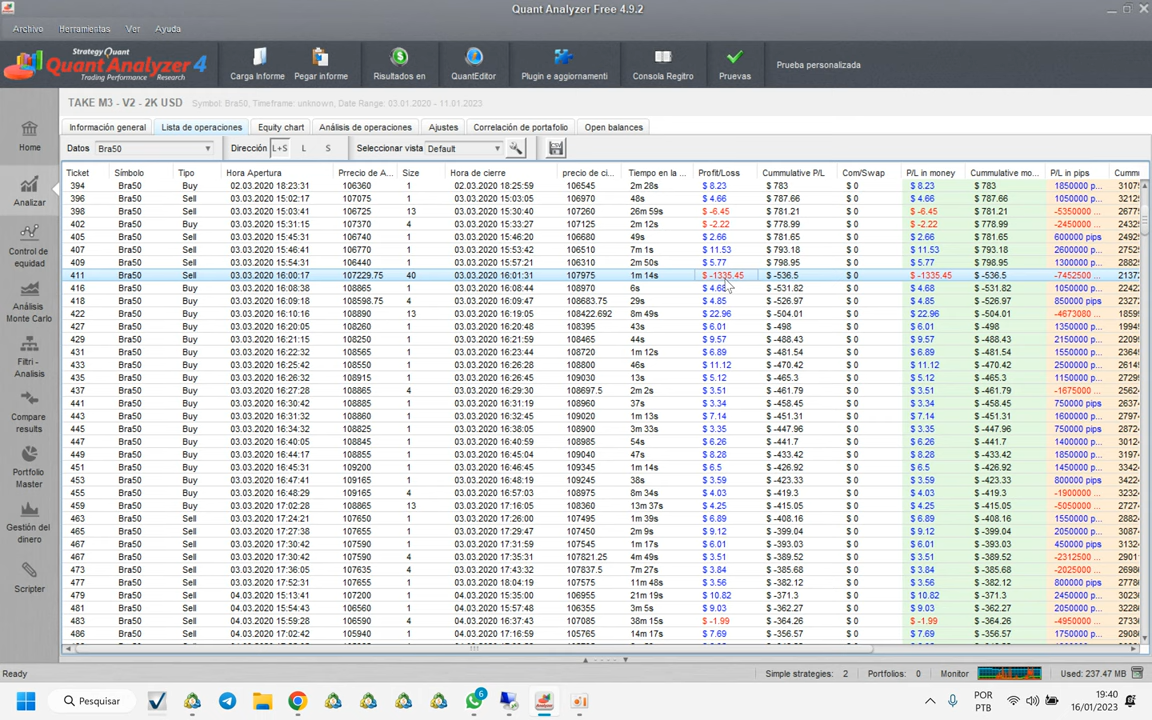 Quant Analyzer Free 4.9.2
Archivo Herramientas Ver Ayuda
StrategyQuant
QuantAnalyzer 4
Trading Performance Research
Carga Informe Pegar informe Risultados en QuantEditor Plugin e aggiornamenti Consola Regitro Pruevas Prueba personalizada
TAKE M3 - V2 - 2K USD Symbol: Bra50, Timeframe: unknown, Date Range: 03.01.2020 - 11.01.2023
Información general Lista de operaciones Equity chart Análisis de operaciones Ajustes Correlación de portafolio Open balances
Datos Bra50 Dirección L+S L S Seleccionar vista Default
Home
Analizar
Control de equidad
Análisis Monte Carlo
Filtri - Analisis
Compare results
Portfolio Master
Gestión del dinero
Scripter
Ticket Símbolo Tipo Hora Apertura Prrecio de A... Size Hora de cierre precio de ci... Tiempo en la ... Profit/Loss Cummulative P/L Com/Swap P/L in money Cummulative mo... P/L in pips Cummu
394 Bra50 Buy 02.03.2020 18:23:31 106360 1 02.03.2020 18:25:59 106545 2m 28s $ 8.23 $ 783 $ 0 $ 8.23 $ 783 1850000 p... 3107
396 Bra50 Sell 03.03.2020 15:02:17 107075 1 03.03.2020 15:03:05 106970 48s $ 4.66 $ 787.66 $ 0 $ 4.66 $ 787.66 1050000 p... 3212
398 Bra50 Sell 03.03.2020 15:03:41 106725 13 03.03.2020 15:30:40 107260 26m 59s $ -6.45 $ 781.21 $ 0 $ -6.45 $ 781.21 -5350000 ... 2677
402 Bra50 Buy 03.03.2020 15:31:15 107370 4 03.03.2020 15:33:27 107125 2m 12s $ -2.22 $ 778.99 $ 0 $ -2.22 $ 778.99 -2450000 ...
405 Bra50 Buy 03.03.2020 15:45:31 1 03.03.2020 15:46:20 106680 49s $ 2.66 $ 781.65 $ 0 $ 2.66 $ 781.65 600000 pips 2492
407 Bra50 Sell 03.03.2020 15:46:41 106770 1 03.03.2020 15:53:42 106510 7m 1s $ 11.53 $ 793.18 $ 0 $ 11.53 $ 793.18 2600000 p... 2752
409 Bra50 Sell 03.03.2020 15:54:51 106440 1 03.03.2020 15:57:21 106310 2m 50s $ 5.77 $ 798.95 $ 0 $ 5.77 $ 798.95 1300000 p... 2882
411 Bra50 Sell 03.03.2020 16:00:17 107229.75 40 03.03.2020 16:01:31 107975 1m 14s $ -1335.45 $ -536.5 $ 0 $ -1335.45 $ -536.5 -7452500 ... 2137
416 Bra50 Buy 03.03.2020 16:08:38 108865 1 03.03.2020 16:08:44 108970 6s $ 4.68 $ -531.82 $ 0 $ 4.68 $ -531.82 1050000 p... 2242
418 Bra50 Buy 03.03.2020 16:09:18 108598.75 4 03.03.2020 16:09:47 108683.75 29s $ 4.85 $ -526.97 $ 0 $ 4.85 $ -526.97 850000 pips 2327
422 Bra50 Buy 03.03.2020 16:10:16 108890 13 03.03.2020 16:19:05 108422.692 8m 49s $ 22.96 $ -504.01 $ 0 $ 22.96 $ -504.01 -4673080 ... 1859
427 Bra50 Sell 03.03.2020 16:20:05 1 03.03.2020 16:20:48 108395 43s $ 6.01 $ -498 $ 0 $ 6.01 $ -498 1350000 p... 1994
429 Bra50 Buy 03.03.2020 16:21:15 108250 1 03.03.2020 16:21:59 108465 44s $ 9.57 $ -488.43 $ 0 $ 9.57 $ -488.43 2150000 p... 2209
431 Bra50 Buy 03.03.2020 16:22:32 108565 1 03.03.2020 16:23:44 108720 1m 12s $ 6.89 $ -481.54 $ 0 $ 6.89 $ -481.54 1550000 p... 2364
433 Bra50 Buy 03.03.2020 16:25:42 108550 1 03.03.2020 16:26:28 108800 46s $ 11.12 $ -470.42 $ 0 $ 11.12 $ -470.42 2500000 p... 2614
435 Bra50 Buy 03.03.2020 16:26:32 108915 1 03.03.2020 16:26:45 109030 13s $ 5.12 $ -465.3 $ 0 $ 5.12 $ -465.3 1150000 p... 2729
437 Bra50 Buy 03.03.2020 16:27:28 108865 4 03.03.2020 16:29:30 108697.5 2m 2s $ 3.51 $ -461.79 $ 0 $ 3.51 $ -461.79 -1675000 ...
441 Bra50 Buy 03.03.2020 16:30:42 1 03.03.2020 16:31:19 108960 37s $ 3.34 $ -458.45 $ 0 $ 3.34 $ -458.45 750000 pips 2637
443 Bra50 Buy 03.03.2020 16:31:32 108860 1 03.03.2020 16:32:45 109020 1m 13s $ 7.14 $ -451.31 $ 0 $ 7.14 $ -451.31 1600000 p... 2797
445 Bra50 Buy 03.03.2020 16:34:32 108825 1 03.03.2020 16:38:05 108900 3m 33s $ 3.35 $ -447.96 $ 0 $ 3.35 $ -447.96 750000 pips 2872
447 Bra50 Buy 03.03.2020 16:40:05 108845 1 03.03.2020 16:40:52 108985 2m 58s $ 6.26 $ -441.7 $ 0 $ 6.26 $ -441.7 1400000 p... 3012
449 Bra50 Buy 03.03.2020 16:44:17 108855 1 03.03.2020 109040 47s $ 8.28 $ -433.42 $ 0 $ 8.28 $ -433.42 1850000 p... 3197
451 Bra50 Buy 03.03.2020 16:45:31 109200 1 03.03.2020 16:46:45 109345 1m 14s $ 6.5 $ -426.92 $ 0 $ 6.5 $ -426.92 1450000 p... 3342
453 Bra50 Buy 03.03.2020 16:47:41 109165 1 03.03.2020 38s $ 3.59 $ -423.33 $ 0 $ 3.59 $ -423.33 800000 pips 3422
455 Bra50 Buy 03.03.2020 16:48:29 109165 4 03.03.2020 16:57:03 108975 8m 34s $ 4.03 $ -419.3 $ 0 $ 4.03 $ -419.3 -1900000 ... 3232
459 Bra50 Buy 03.03.2020 17:02:28 108865 13 03.03.2020 17:16:05 108360 13m 37s $ 4.25 $ -415.05 $ 0 $ 4.25 $ -415.05 -5050000 ... 2727
463 Bra50 Sell 03.03.2020 17:24:21 107650 1 03.03.2020 17:26:00 107495 1m 39s $ 6.89 $ -408.16 $ 0 $ 6.89 $ -408.16 1550000 p... 2882
465 Bra50 Sell 03.03.2020 17:27:38 107655 1 03.03.2020 17:29:47 107450 $ 9.12 $ -399.04 $ 0 $ 9.12 2050000 p... 3087
467 Bra50 Sell 03.03.2020 17:30:42 107590 1 03.03.2020 17:31:59 1m 17s $ 6.01 $ -393.03 $ 0 $ 6.01 $ -393.03 450000 pips 3132
467 Bra50 Sell 03.03.2020 17:30:42 107590 4 03.03.2020 17:35:31 107821.25 4m 49s $ 3.51 $ -389.52 $ 0 $ 3.51 $ -389.52 -2312500 ... 2901
473 Bra50 Sell 03.03.2020 17:36:05 107635 4 03.03.2020 17:43:32 107837.5 7m 27s $ 3.84 $ -385.68 $ 0 $ 3.84 $ -385.68 -2025000 ...
477 Bra50 Sell 03.03.2020 17:52:31 107655 1 03.03.2020 18:04:19 107575 11m 48s $ 3.56 $ -382.12 $ 0 $ 3.56 $ -382.12 800000 pips 2778
479 Bra50 Sell 04.03.2020 15:13:41 107200 1 04.03.2020 15:35:00 106955 21m 19s $ 10.82 $ -371.3 $ 0 $ 10.82 $ -371.3 2450000 p... 3023
481 Bra50 Sell 04.03.2020 15:54:43 106560 1 04.03.2020 15:57:48 106355 3m 5s $ 9.03 $ -362.27 $ 0 $ 9.03 $ -362.27 2050000 p... 3228
483 Bra50 Sell 04.03.2020 15:59:28 106590 4 04.03.2020 16:37:43 107085 38m 15s $ -1.99 $ -364.26 $ 0 $ -1.99 $ -364.26 -4950000 ... 2733
486 Bra50 Sell 04.03.2020 17:02:42 105940 1 04.03.2020 17:16:59 105765 14m 17s $ 7.69 $ -356.57 $ 0 $ 7.69 $ -356.57 1750000 p... 2908
Ready Simple strategies: 2 Portfolios: 0 Monitor Used: 237.47 MB
Pesquisar 6 POR PTB 19:40 16/01/2023